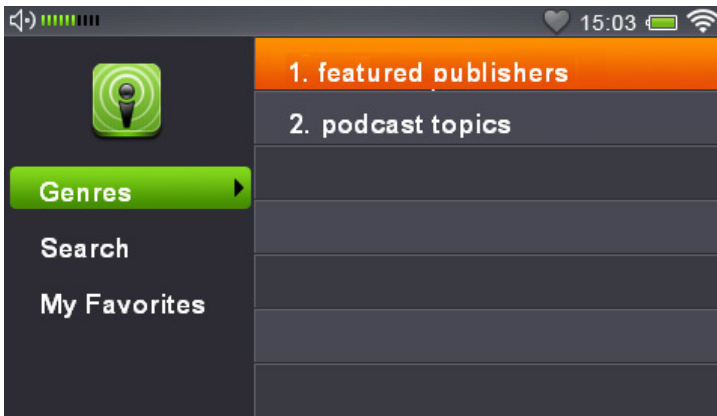 15:03
1. featured publishers
2. podcast topics
Genres
Search
My Favorites